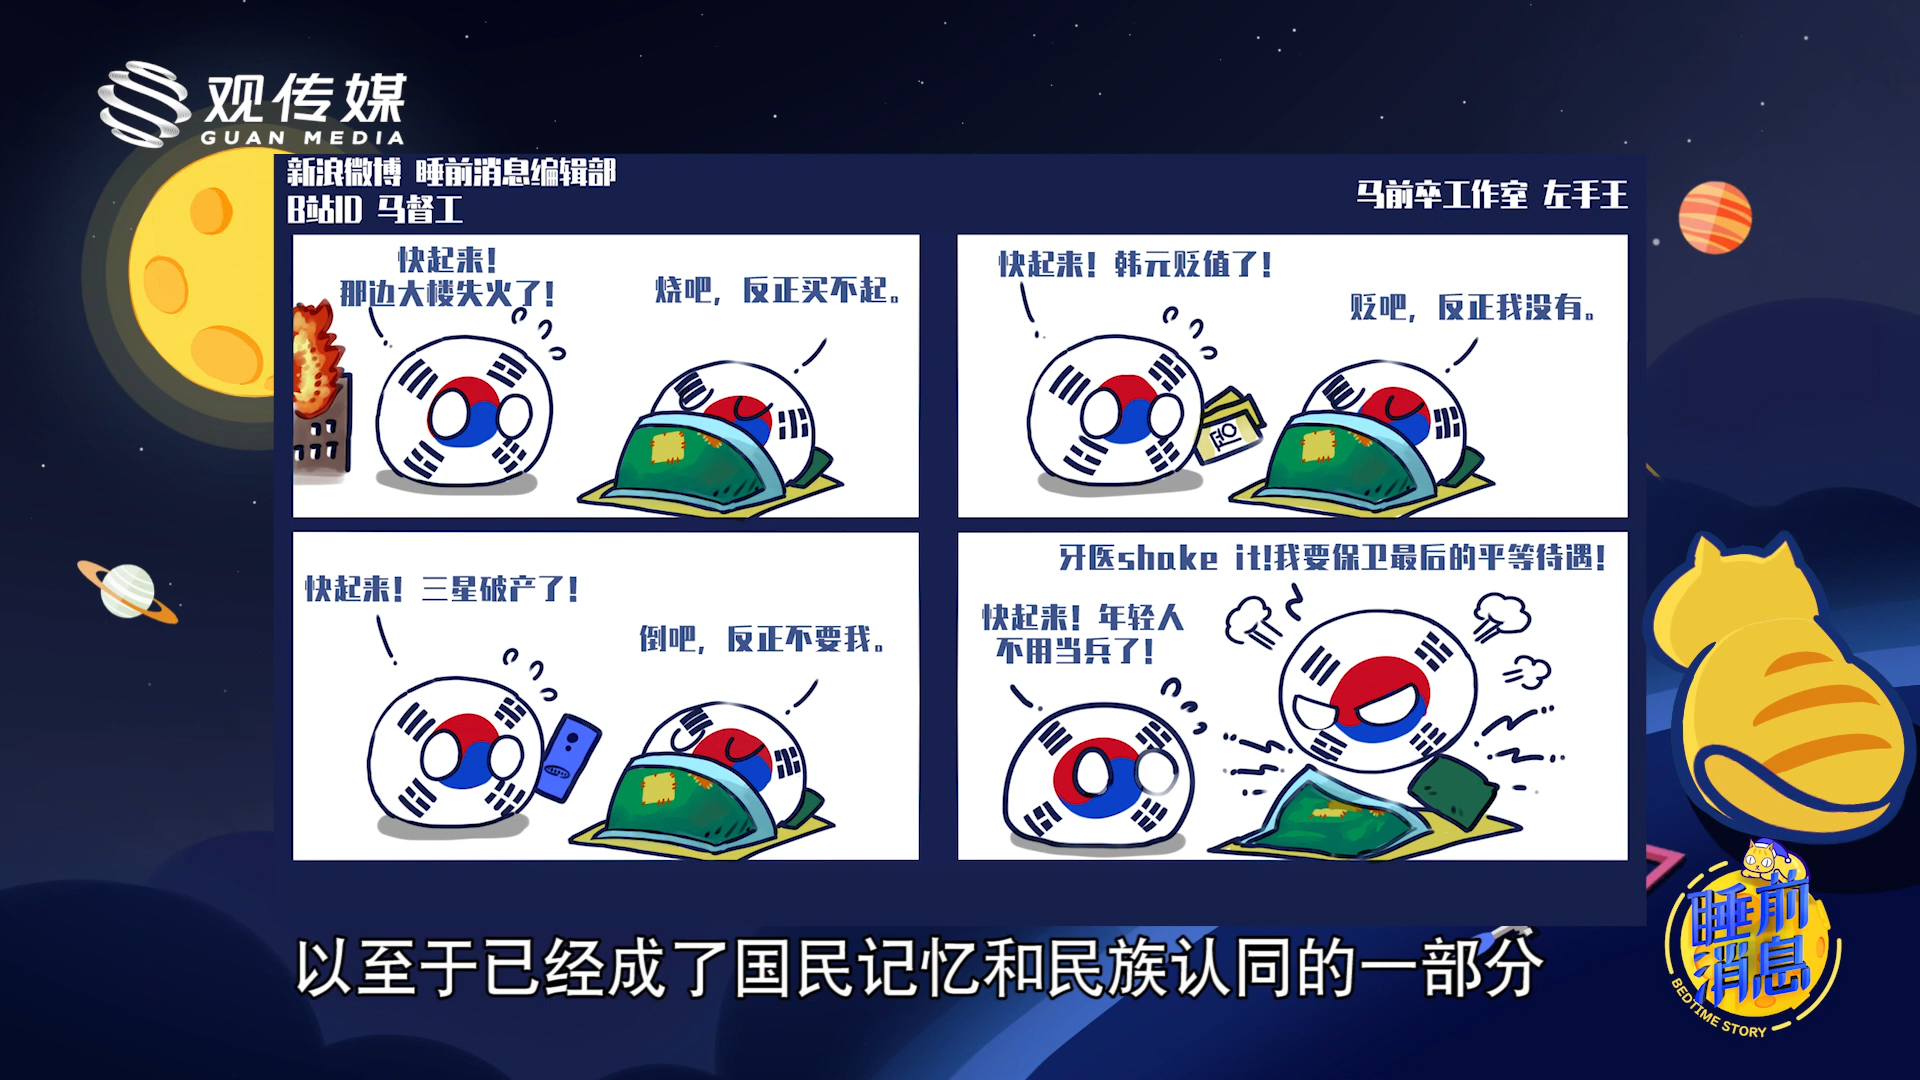 观传媒
GUAN MEDIA
新浪微博 睡前消息编辑部
B站ID 马督工
马前卒工作室 左手王
快起来！
那边大楼失火了！
烧吧，反正买不起。
快起来！韩元贬值了！
贬吧，反正我没有。
快起来！三星破产了！
倒吧，反正不要我。
牙医shake it!我要保卫最后的平等待遇！
快起来！年轻人
不用当兵了！
以至于已经成了国民记忆和民族认同的一部分
睡前
消息
BEDTIME STORY